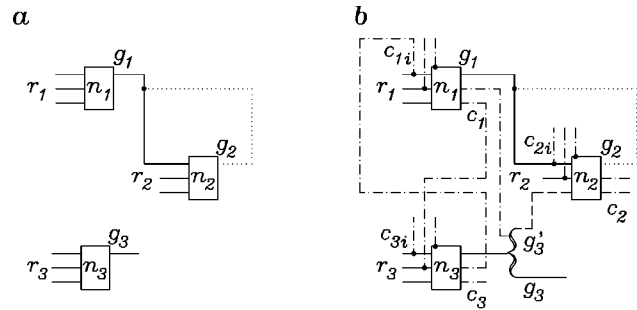 a
g₁
r₁
n₁
g₂
r₂
n₂
g₃
r₃
n₃
b
c₁ᵢ
g₁
r₁
n₁
c₁
c₂ᵢ
g₂
r₂
n₂
c₂
c₃ᵢ
g₃'
r₃
n₃
g₃
c₃